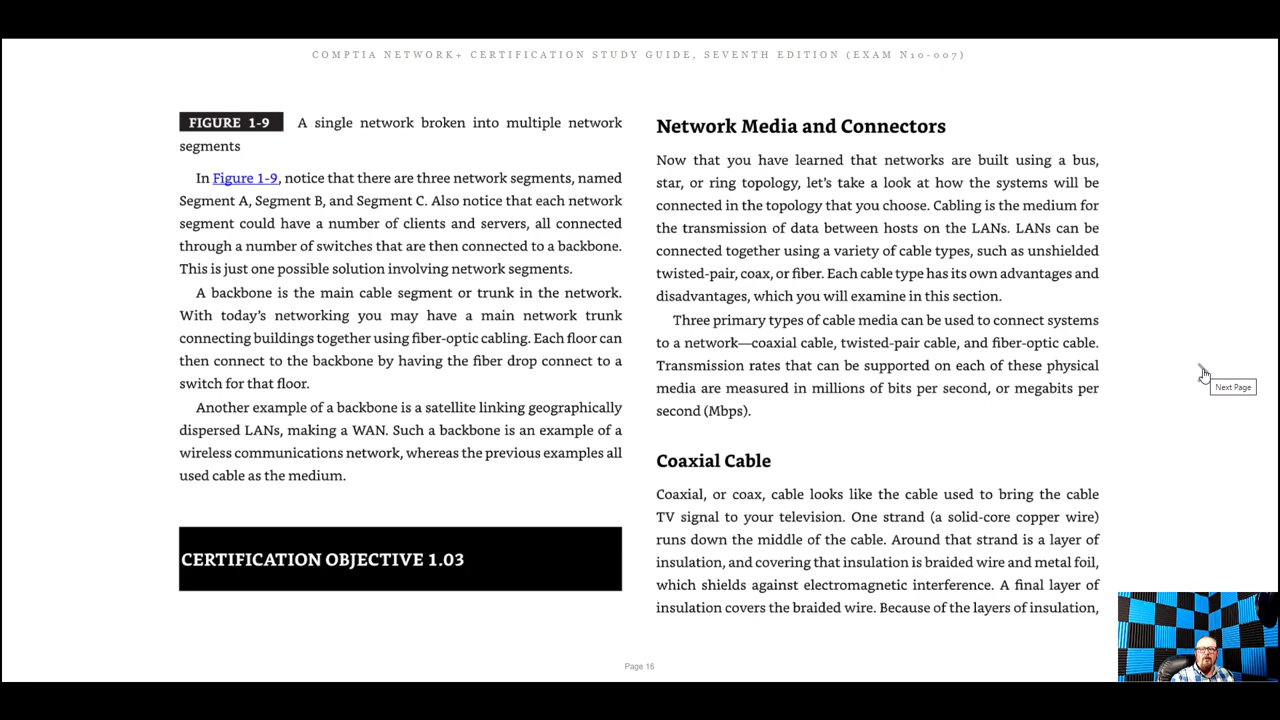 COMPTIA NETWORK+ CERTIFICATION STUDY GUIDE, SEVENTH EDITION (EXAM N10-007)
FIGURE 1-9 A single network broken into multiple network
segments
In Figure 1-9, notice that there are three network segments, named
Segment A, Segment B, and Segment C. Also notice that each network
segment could have a number of clients and servers, all connected
through a number of switches that are then connected to a backbone.
This is just one possible solution involving network segments.
A backbone is the main cable segment or trunk in the network.
With today's networking you may have a main network trunk
connecting buildings together using fiber-optic cabling. Each floor can
then connect to the backbone by having the fiber drop connect to a
switch for that floor.
Another example of a backbone is a satellite linking geographically
dispersed LANs, making a WAN. Such a backbone is an example of a
wireless communications network, whereas the previous examples all
used cable as the medium.
CERTIFICATION OBJECTIVE 1.03
Network Media and Connectors
Now that you have learned that networks are built using a bus,
star, or ring topology, let's take a look at how the systems will be
connected in the topology that you choose. Cabling is the medium for
the transmission of data between hosts on the LANs. LANs can be
connected together using a variety of cable types, such as unshielded
twisted-pair, coax, or fiber. Each cable type has its own advantages and
disadvantages, which you will examine in this section.
Three primary types of cable media can be used to connect systems
to a network—coaxial cable, twisted-pair cable, and fiber-optic cable.
Transmission rates that can be supported on each of these physical
media are measured in millions of bits per second, or megabits per
second (Mbps).
Coaxial Cable
Coaxial, or coax, cable looks like the cable used to bring the cable
TV signal to your television. One strand (a solid-core copper wire)
runs down the middle of the cable. Around that strand is a layer of
insulation, and covering that insulation is braided wire and metal foil,
which shields against electromagnetic interference. A final layer of
insulation covers the braided wire. Because of the layers of insulation,
Next Page
Page 16